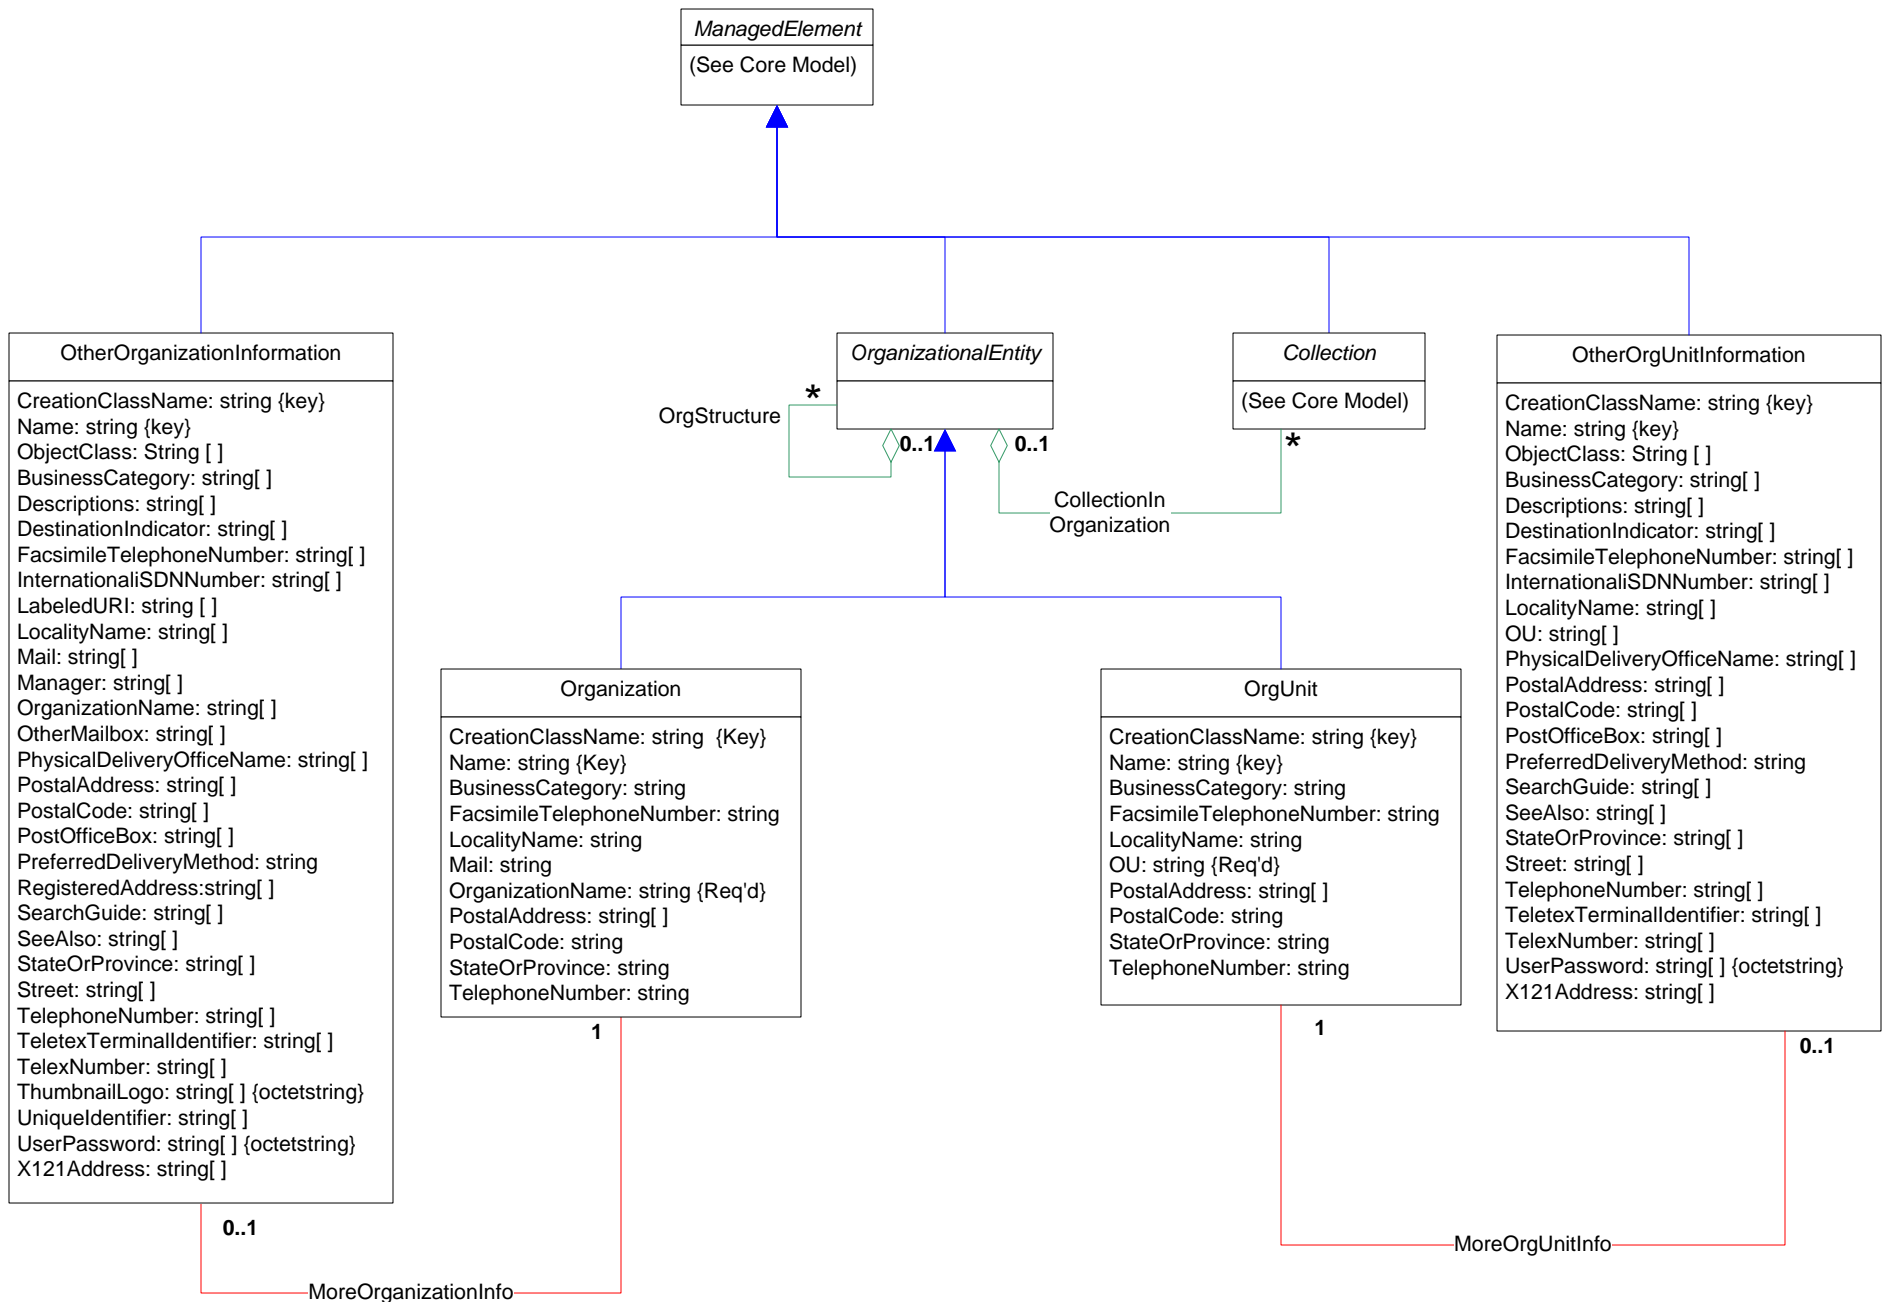 ManagedElement
(See Core Model)
OtherOrganizationInformation
CreationClassName: string {key}
Name: string {key}
ObjectClass: String [ ]
BusinessCategory: string[ ]
Descriptions: string[ ]
DestinationIndicator: string[ ]
FacsimileTelephoneNumber: string[ ]
InternationaliSDNNumber: string[ ]
LabeledURI: string [ ]
LocalityName: string[ ]
Mail: string[ ]
Manager: string[ ]
OrganizationName: string[ ]
OtherMailbox: string[ ]
PhysicalDeliveryOfficeName: string[ ]
PostalAddress: string[ ]
PostalCode: string[ ]
PostOfficeBox: string[ ]
PreferredDeliveryMethod: string
RegisteredAddress:string[ ]
SearchGuide: string[ ]
SeeAlso: string[ ]
StateOrProvince: string[ ]
Street: string[ ]
TelephoneNumber: string[ ]
TeletexTerminalIdentifier: string[ ]
TelexNumber: string[ ]
ThumbnailLogo: string[ ] {octetstring}
UniqueIdentifier: string[ ]
UserPassword: string[ ] {octetstring}
X121Address: string[ ]
0..1
MoreOrganizationInfo
OrganizationalEntity
*
OrgStructure
0..1
0..1
Collection
(See Core Model)
*
CollectionIn
Organization
Organization
CreationClassName: string  {Key}
Name: string {Key}
BusinessCategory: string
FacsimileTelephoneNumber: string
LocalityName: string
Mail: string
OrganizationName: string {Req'd}
PostalAddress: string[ ]
PostalCode: string
StateOrProvince: string
TelephoneNumber: string
1
OrgUnit
CreationClassName: string {key}
Name: string {key}
BusinessCategory: string
FacsimileTelephoneNumber: string
LocalityName: string
OU: string {Req'd}
PostalAddress: string[ ]
PostalCode: string
StateOrProvince: string
TelephoneNumber: string
1
OtherOrgUnitInformation
CreationClassName: string {key}
Name: string {key}
ObjectClass: String [ ]
BusinessCategory: string[ ]
Descriptions: string[ ]
DestinationIndicator: string[ ]
FacsimileTelephoneNumber: string[ ]
InternationaliSDNNumber: string[ ]
LocalityName: string[ ]
OU: string[ ]
PhysicalDeliveryOfficeName: string[ ]
PostalAddress: string[ ]
PostalCode: string[ ]
PostOfficeBox: string[ ]
PreferredDeliveryMethod: string
SearchGuide: string[ ]
SeeAlso: string[ ]
StateOrProvince: string[ ]
Street: string[ ]
TelephoneNumber: string[ ]
TeletexTerminalIdentifier: string[ ]
TelexNumber: string[ ]
UserPassword: string[ ] {octetstring}
X121Address: string[ ]
0..1
MoreOrgUnitInfo